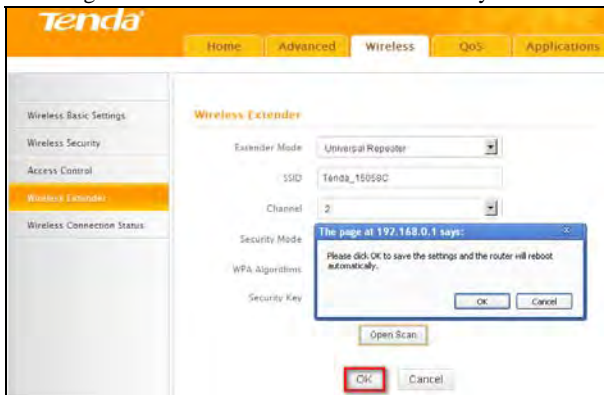 Tenda
Home Advanced Wireless QoS Applications
Wireless Basic Settings
Wireless Security
Access Control
Wireless Extender
Wireless Connection Status
Wireless Extender
Extender Mode Universal Repeater
SSID Tenda_15058C
Channel 2
Security Mode
WPA Algorithms
Security Key
The page at 192.168.0.1 says:
Please click OK to save the settings and the router will reboot
automatically.
OK Cancel
Open Scan
OK Cancel